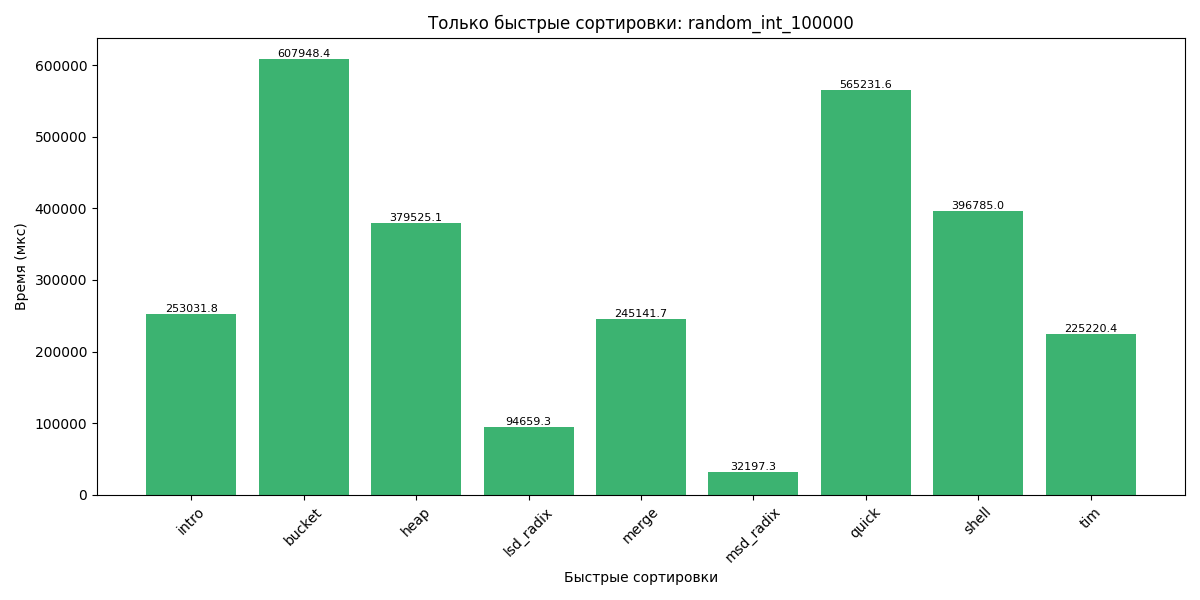 Только быстрые сортировки: random_int_100000
Время (мкс)
600000
500000
400000
300000
200000
100000
0
253031.8
607948.4
379525.1
94659.3
245141.7
32197.3
565231.6
396785.0
225220.4
intro
bucket
heap
lsd_radix
merge
msd_radix
quick
shell
tim
Быстрые сортировки